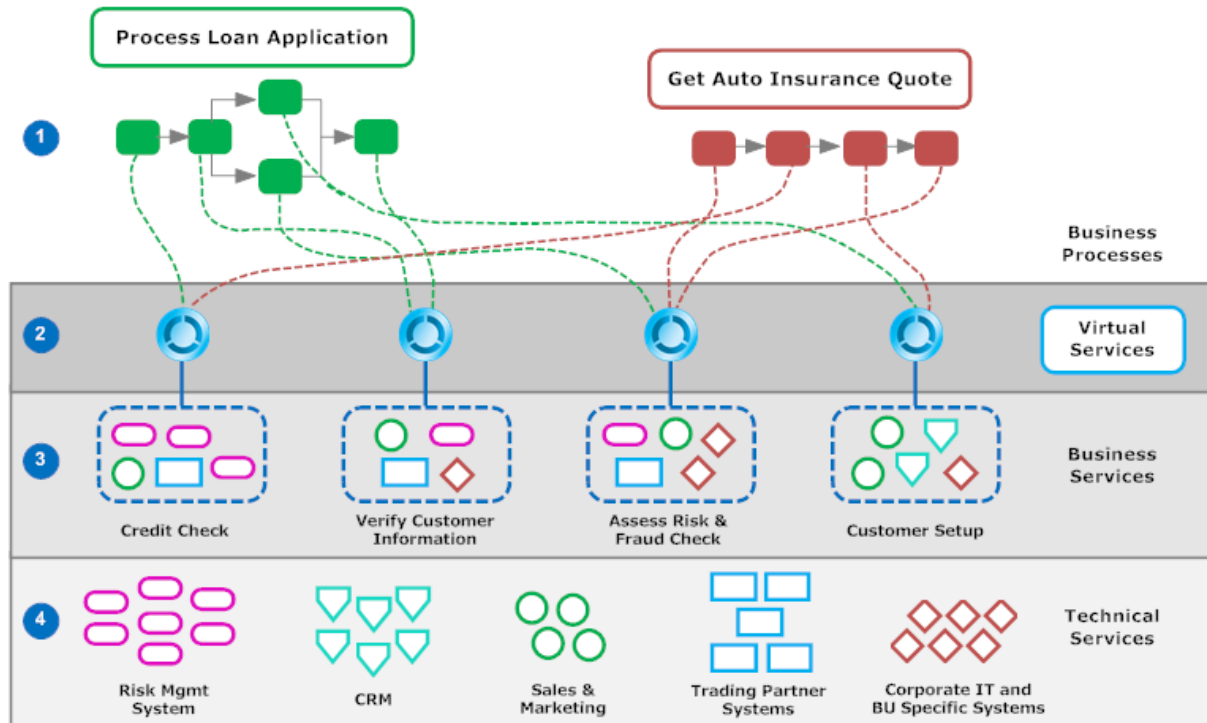 Process Loan Application
Get Auto Insurance Quote
1
Business
Processes
2
Virtual
Services
3
Credit Check
Verify Customer
Information
Assess Risk &
Fraud Check
Customer Setup
Business
Services
4
Risk Mgmt
System
CRM
Sales &
Marketing
Trading Partner
Systems
Corporate IT and
BU Specific Systems
Technical
Services